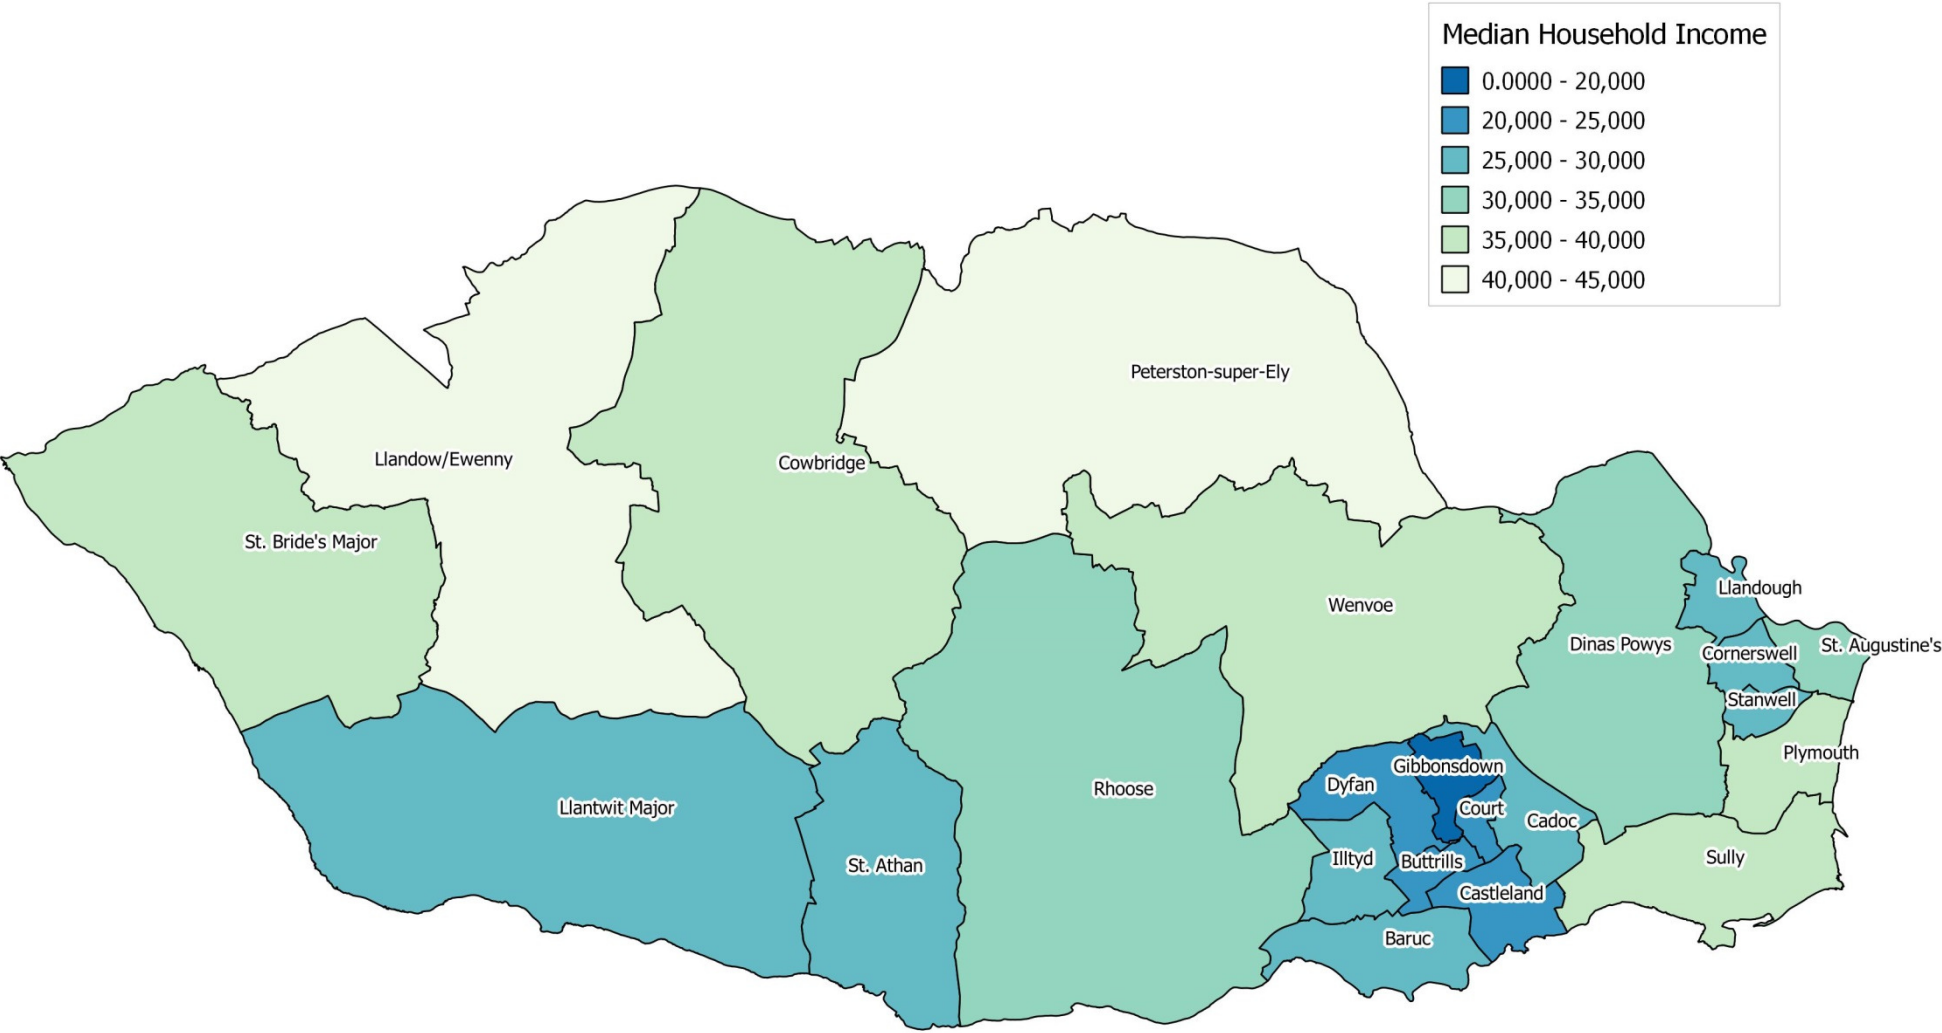 Median Household Income
0.0000 - 20,000
20,000 - 25,000
25,000 - 30,000
30,000 - 35,000
35,000 - 40,000
40,000 - 45,000
Peterston-super-Ely
Llandow/Ewenny
Cowbridge
St. Bride's Major
Llandough
Wenvoe
Dinas Powys
St. Augustine's
Cornerswell
Stanwell
Plymouth
Gibbonsdown
Dyfan
Rhoose
Llantwit Major
Court
Cadoc
Illtyd
Buttrills
Sully
St. Athan
Castleland
Baruc